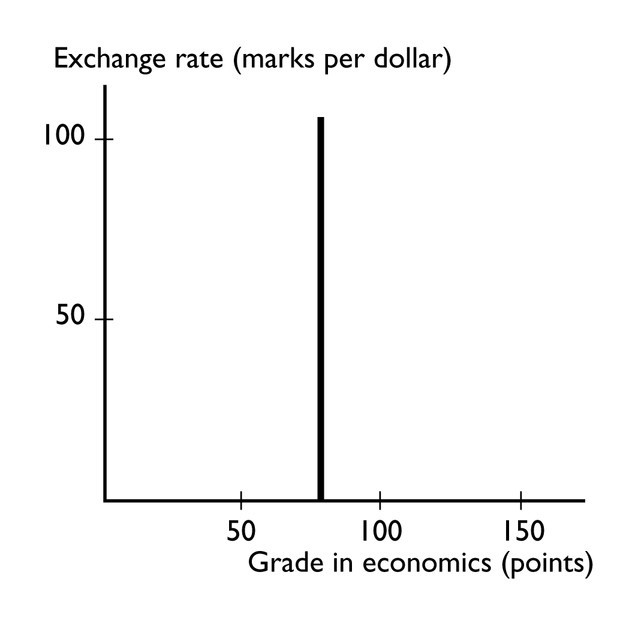 Exchange rate (marks per dollar)
100
50
50 100 150
Grade in economics (points)